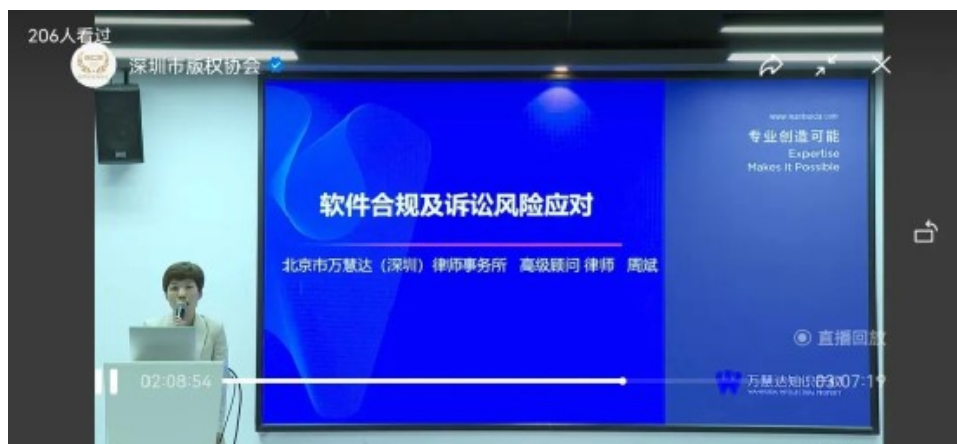 206人看过
深圳市版权协会
专业创造可能
Expertise
Makes It Possible
软件合规及诉讼风险应对
北京市万慧达（深圳）律师事务所 高级顾问 律师 周斌
直播回放
02:08:54
03:07:19
万慧达知识产权